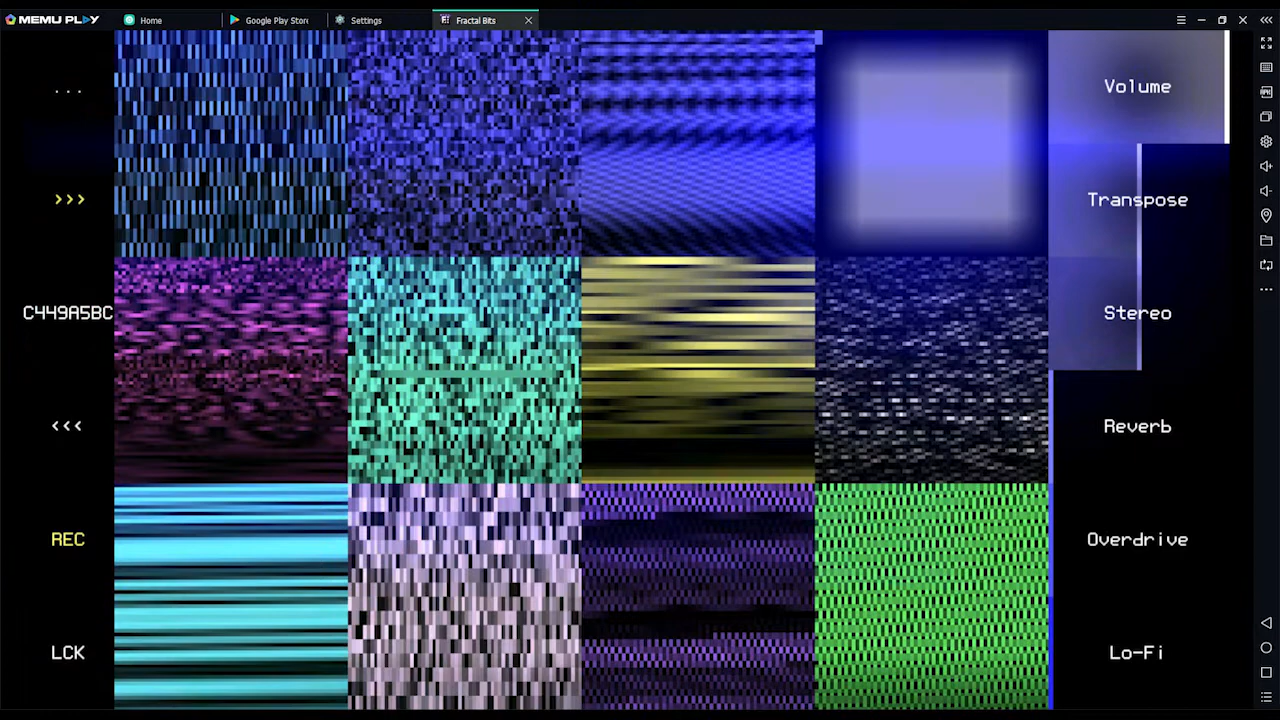 MEMU PLAY
Home
Google Play Store
Settings
Fractal Bits
...
>>>
C449A5BC
<<<
REC
LCK
Volume
Transpose
Stereo
Reverb
Overdrive
Lo-Fi